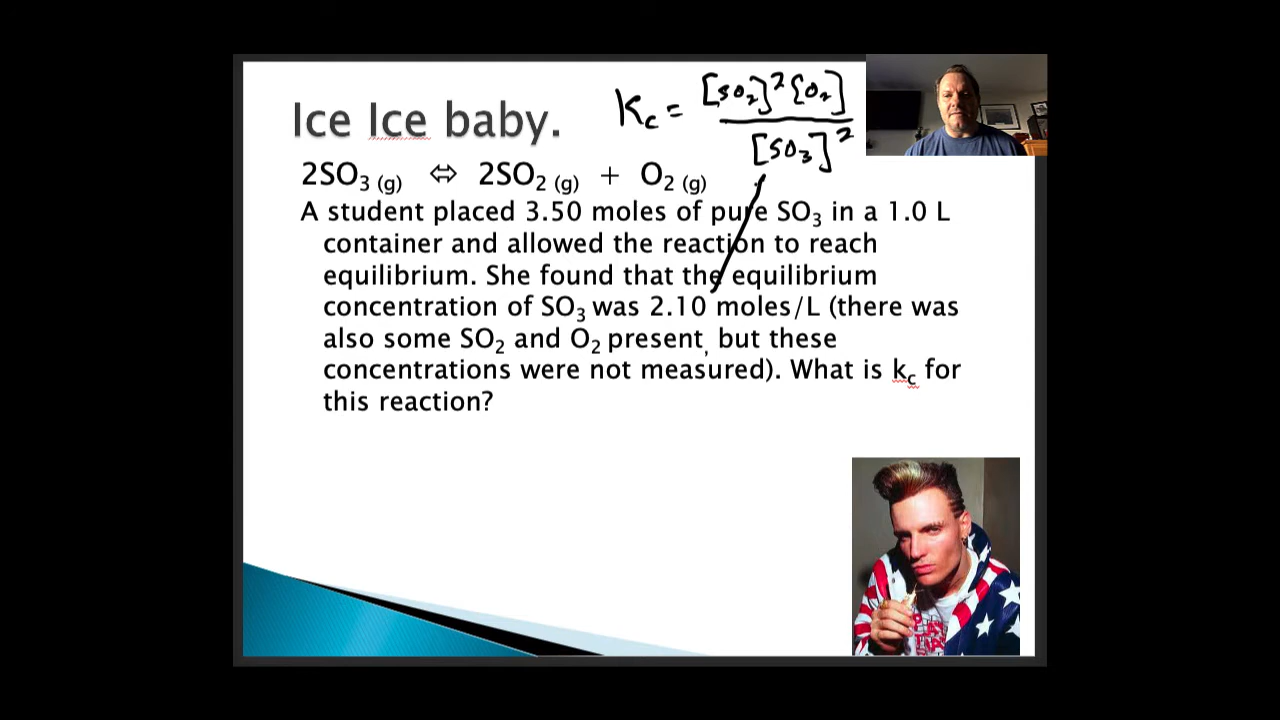 Ice Ice baby.
K_c = [SO₂]²[O₂] / [SO₃]²
2SO₃ (g) ⇔ 2SO₂ (g) + O₂ (g)
A student placed 3.50 moles of pure SO₃ in a 1.0 L
container and allowed the reaction to reach
equilibrium. She found that the equilibrium
concentration of SO₃ was 2.10 moles/L (there was
also some SO₂ and O₂ present, but these
concentrations were not measured). What is k_c for
this reaction?